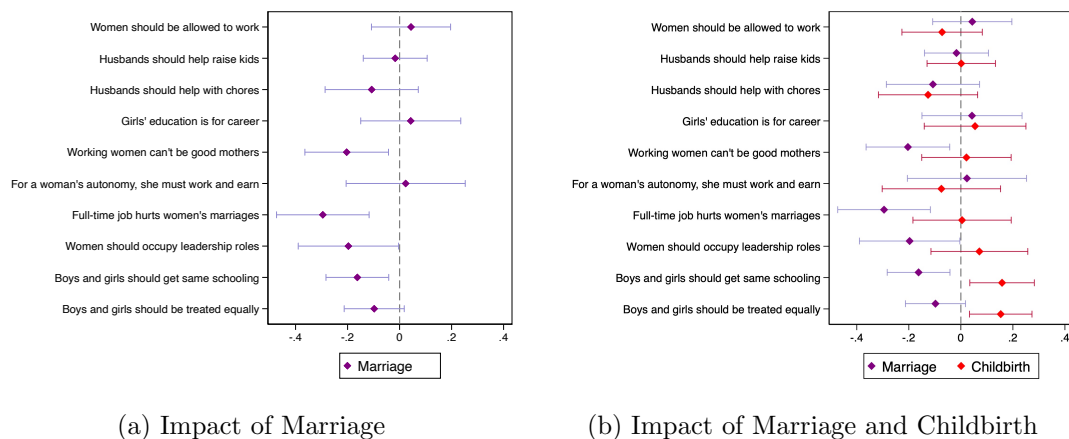 Women should be allowed to work
Husbands should help raise kids
Husbands should help with chores
Girls' education is for career
Working women can't be good mothers
For a woman's autonomy, she must work and earn
Full-time job hurts women's marriages
Women should occupy leadership roles
Boys and girls should get same schooling
Boys and girls should be treated equally
-.4 -.2 0 .2 .4
Marriage
(a) Impact of Marriage
Women should be allowed to work
Husbands should help raise kids
Husbands should help with chores
Girls' education is for career
Working women can't be good mothers
For a woman's autonomy, she must work and earn
Full-time job hurts women's marriages
Women should occupy leadership roles
Boys and girls should get same schooling
Boys and girls should be treated equally
-.4 -.2 0 .2 .4
Marriage Childbirth
(b) Impact of Marriage and Childbirth